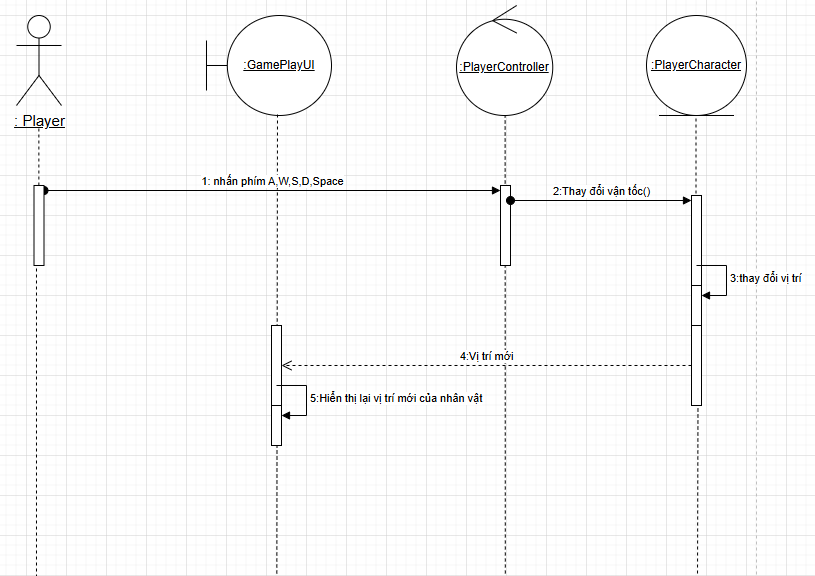 : Player
:GamePlayUI
:PlayerController
:PlayerCharacter
1: nhấn phím A,W,S,D,Space
2:Thay đổi vận tốc()
3:thay đổi vị trí
4:Vị trí mới
5:Hiển thị lại vị trí mới của nhân vật